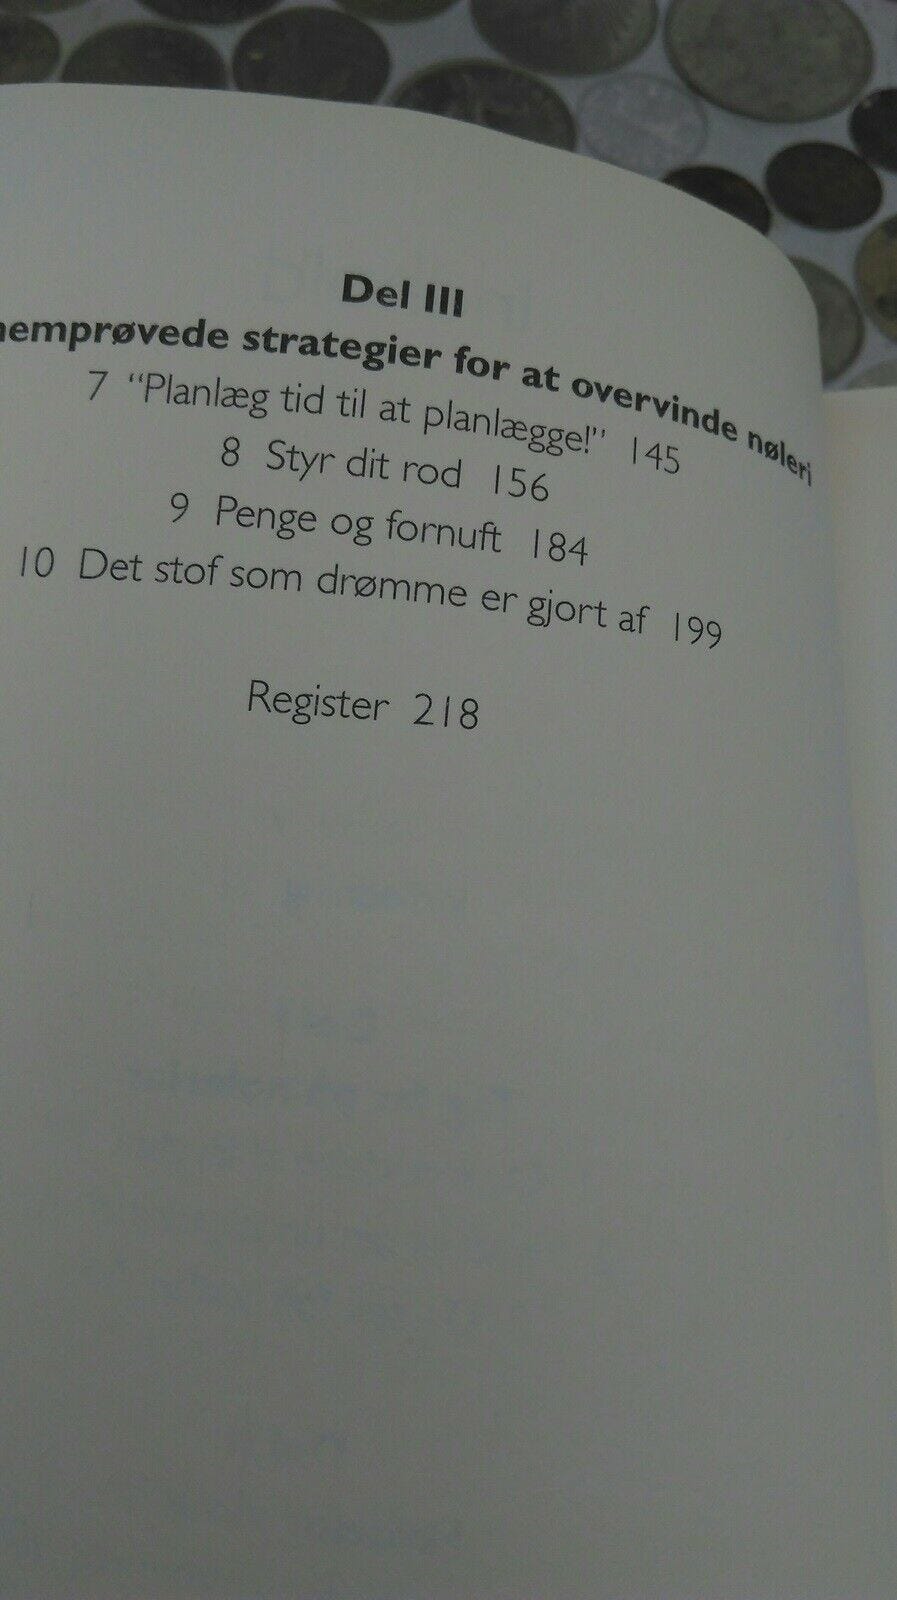 Del III
nemprøvede strategier for at overvinde nøleri
7 "Planlæg tid til at planlægge!" 145
8 Styr dit rod 156
9 Penge og fornuft 184
10 Det stof som drømme er gjort af 199
Register 218